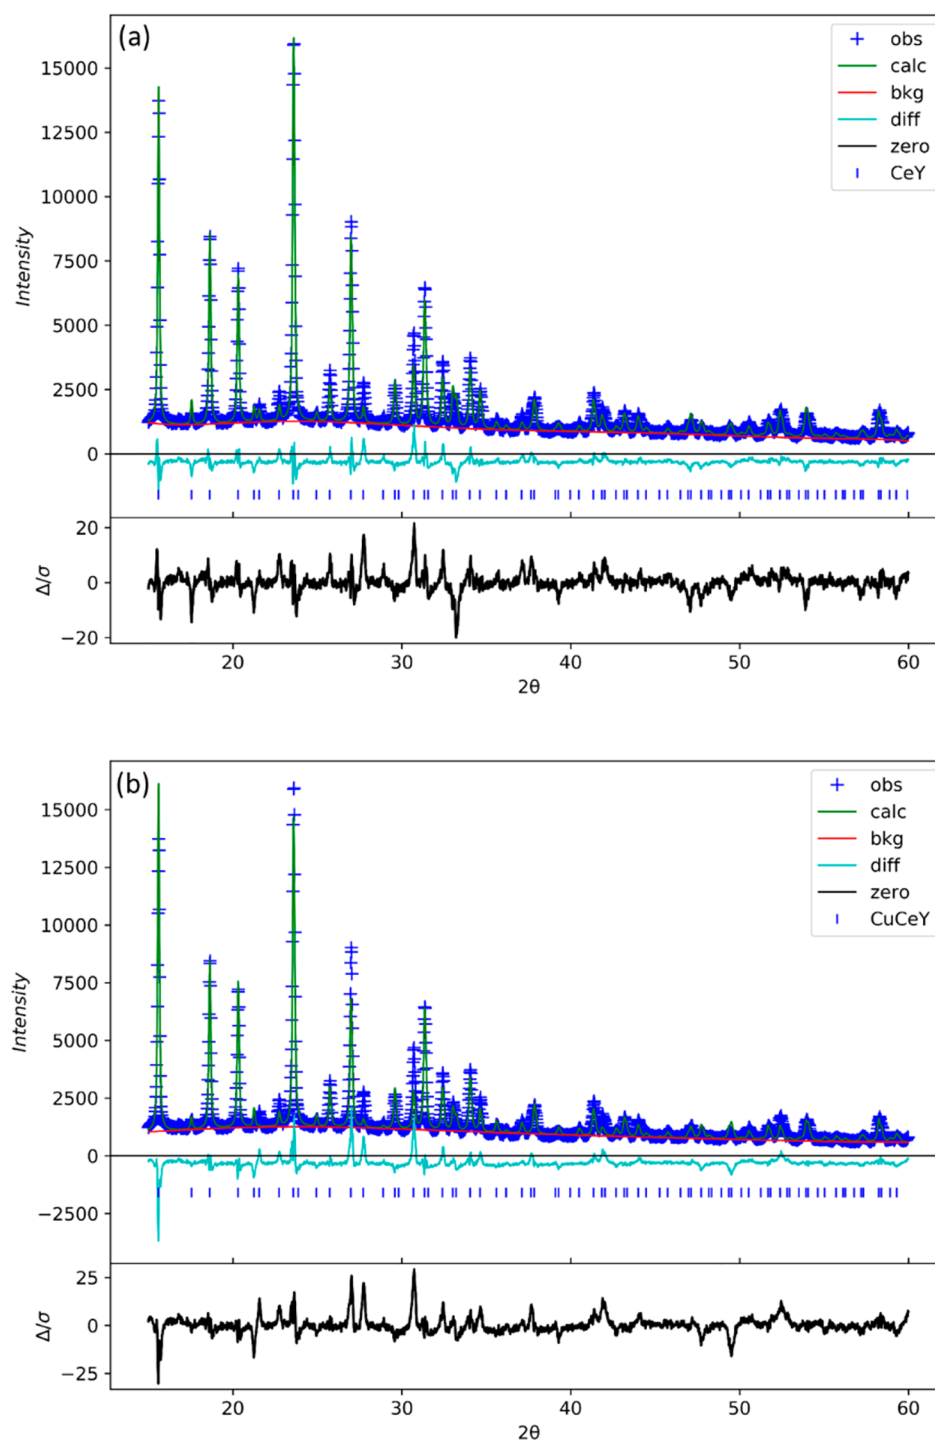 (a)
obs
calc
bkg
diff
zero
CeY
15000
12500
10000
7500
5000
2500
0
Intensity
20
0
−20
Δ/σ
20 30 40 50 60
2θ
(b)
obs
calc
bkg
diff
zero
CuCeY
15000
12500
10000
7500
5000
2500
0
−2500
Intensity
25
0
−25
Δ/σ
20 30 40 50 60
2θ